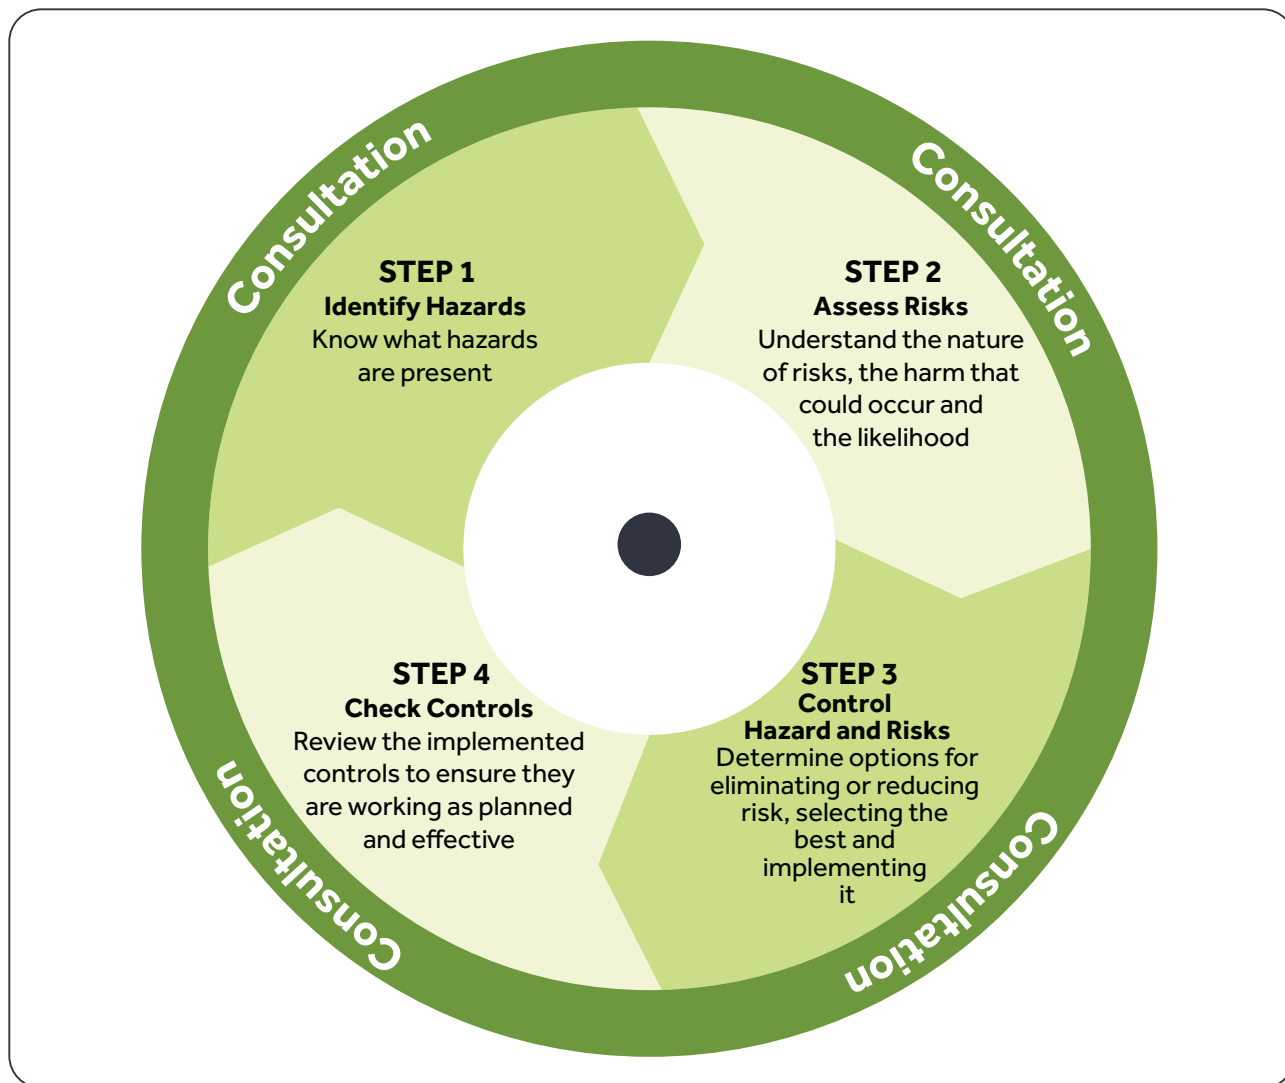 Consultation
Consultation
STEP 1
Identify Hazards
Know what hazards
are present
STEP 2
Assess Risks
Understand the nature
of risks, the harm that
could occur and
the likelihood
STEP 3
Control
Hazard and Risks
Determine options for
eliminating or reducing
risk, selecting the
best and
implementing
it
STEP 4
Check Controls
Review the implemented
controls to ensure they
are working as planned
and effective
Consultation
Consultation